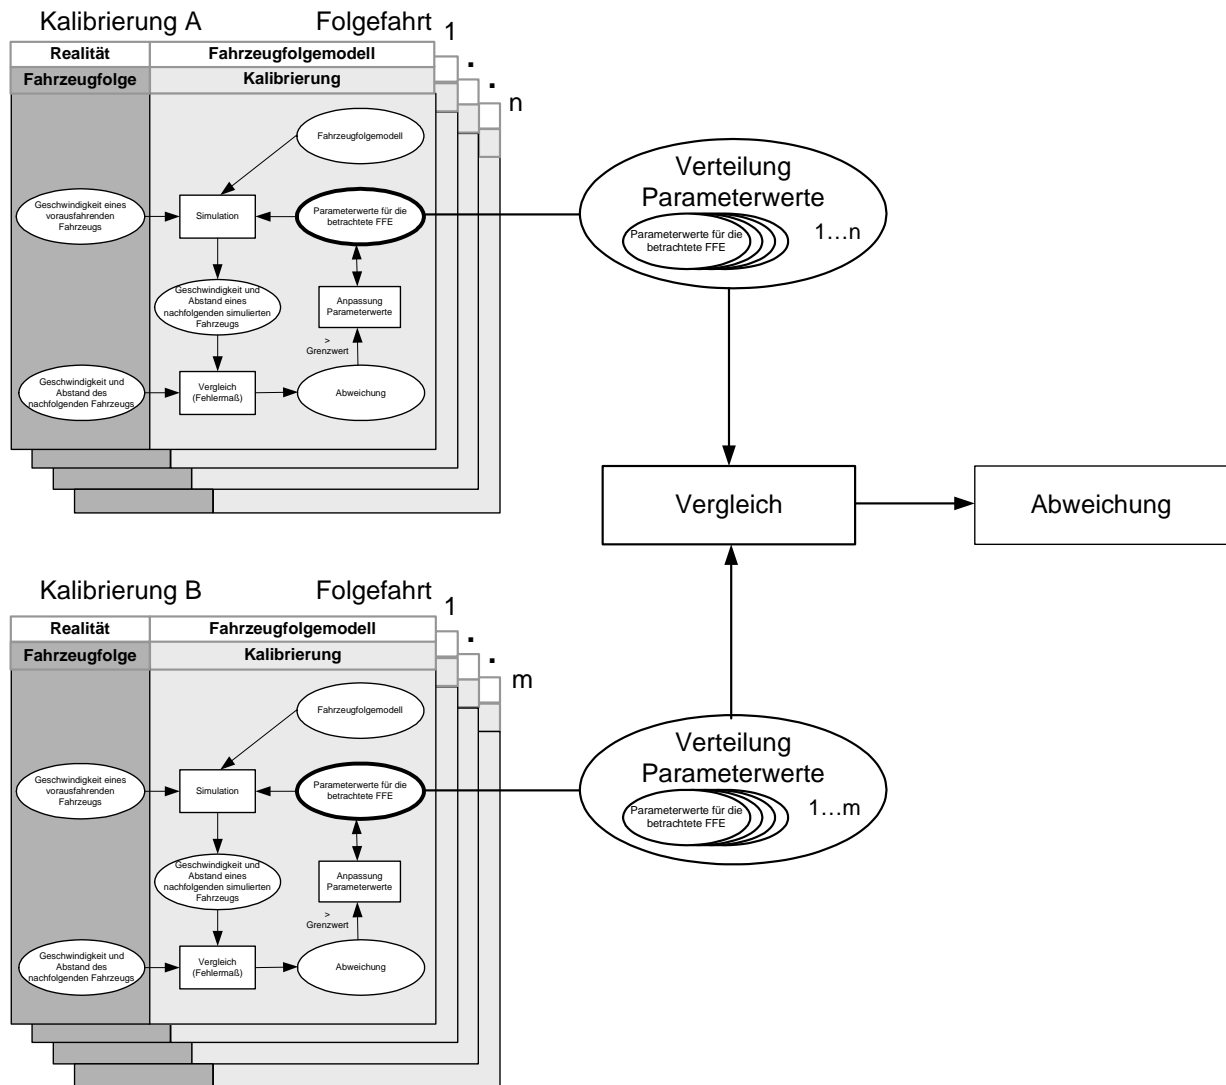 Kalibrierung A
Folgefahrt
1
.
.
n
Realität
Fahrzeugfolgemodell
Fahrzeugfolge
Kalibrierung
Fahrzeugfolgemodell
Geschwindigkeit eines
vorausfahrenden
Fahrzeugs
Simulation
Parameterwerte für die
betrachtete FFE
Geschwindigkeit und
Abstand eines
nachfolgenden simulierten
Fahrzeugs
Anpassung
Parameterwerte
>
Grenzwert
Geschwindigkeit und
Abstand des
nachfolgenden Fahrzeugs
Vergleich
(Fehlermaß)
Abweichung
Verteilung
Parameterwerte
Parameterwerte für die
betrachtete FFE
1...n
Vergleich
Abweichung
Kalibrierung B
Folgefahrt
1
.
.
m
Realität
Fahrzeugfolgemodell
Fahrzeugfolge
Kalibrierung
Fahrzeugfolgemodell
Geschwindigkeit eines
vorausfahrenden
Fahrzeugs
Simulation
Parameterwerte für die
betrachtete FFE
Geschwindigkeit und
Abstand eines
nachfolgenden simulierten
Fahrzeugs
Anpassung
Parameterwerte
>
Grenzwert
Geschwindigkeit und
Abstand des
nachfolgenden Fahrzeugs
Vergleich
(Fehlermaß)
Abweichung
Verteilung
Parameterwerte
Parameterwerte für die
betrachtete FFE
1...m